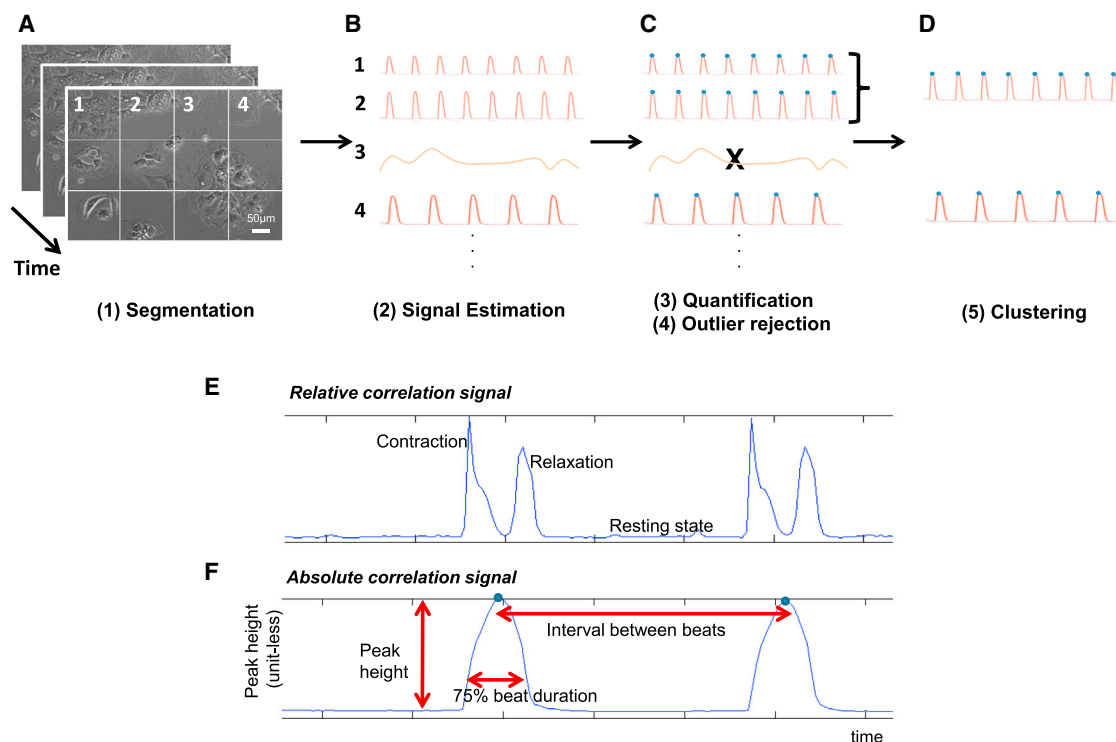 A
B
C
D
1
2
3
4
50µm
Time
1
2
3
4
X
(1) Segmentation
(2) Signal Estimation
(3) Quantification
(4) Outlier rejection
(5) Clustering
E
Relative correlation signal
Contraction
Relaxation
Resting state
F
Absolute correlation signal
Peak height
(unit-less)
Peak
height
Interval between beats
75% beat duration
time